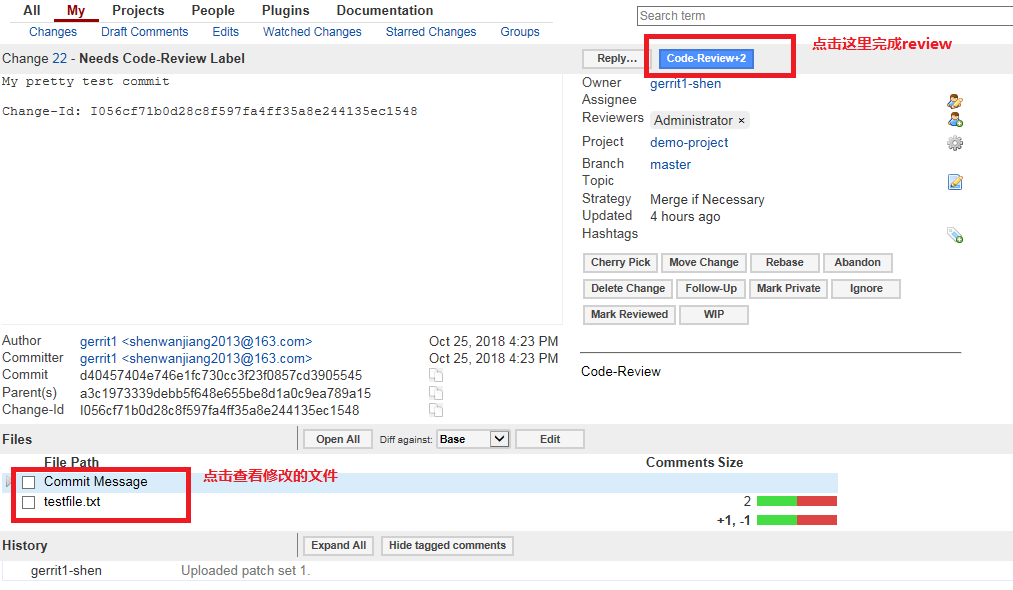 All My Projects People Plugins Documentation
Changes Draft Comments Edits Watched Changes Starred Changes Groups
Search term
Change 22 - Needs Code-Review Label
Reply... Code-Review+2
点击这里完成review
My pretty test commit
Change-Id: I056cf71b0d28c8f597fa4ff35a8e244135ec1548
Owner gerrit1-shen
Assignee
Reviewers Administrator ×
Project demo-project
Branch master
Topic
Strategy Merge if Necessary
Updated 4 hours ago
Hashtags
Cherry Pick Move Change Rebase Abandon
Delete Change Follow-Up Mark Private Ignore
Mark Reviewed WIP
Code-Review
Author gerrit1 <shenwanjiang2013@163.com> Oct 25, 2018 4:23 PM
Committer gerrit1 <shenwanjiang2013@163.com> Oct 25, 2018 4:23 PM
Commit d40457404e746e1fc730cc3f23f0857cd3905545
Parent(s) a3c1973339debb5f648e655be8d1a0c9ea789a15
Change-Id I056cf71b0d28c8f597fa4ff35a8e244135ec1548
Files Open All Diff against: Base Edit
File Path Comments Size
Commit Message
点击查看修改的文件
testfile.txt 2
+1, -1
History Expand All Hide tagged comments
gerrit1-shen Uploaded patch set 1.